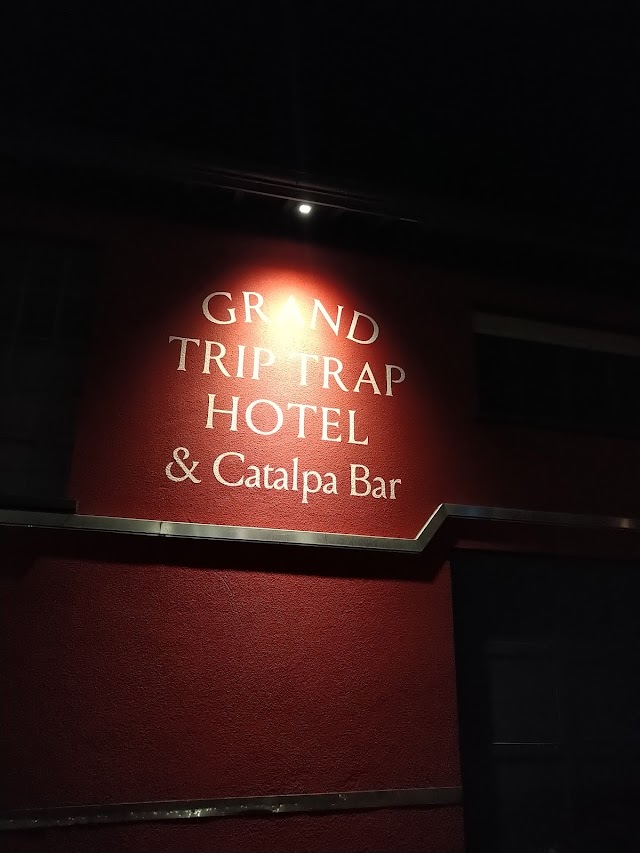 GRAND
TRIP TRAP
HOTEL
& Catalpa Bar